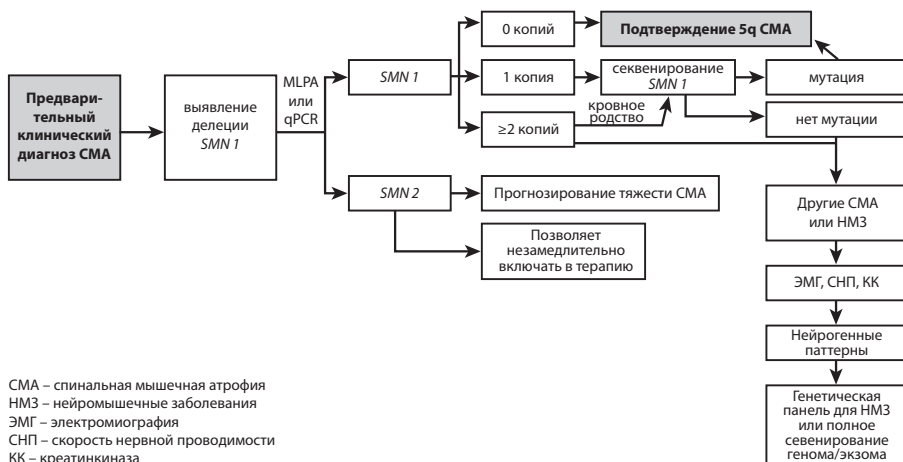 Предвари-
тельный
клинический
диагноз СМА
выявление
делеции
SMN 1
MLPA
или
qPCR
SMN 1
0 копий
Подтверждение 5q СМА
1 копия
секвенирование
SMN 1
мутация
кровное
родство
≥2 копий
нет мутации
SMN 2
Прогнозирование тяжести СМА
Позволяет
незамедлительно
включать в терапию
Другие СМА
или НМЗ
ЭМГ, СНП, КК
Нейрогенные
паттерны
Генетическая
панель для НМЗ
или полное
севенирование
генома/экзома
СМА – спинальная мышечная атрофия
НМЗ – нейромышечные заболевания
ЭМГ – электромиография
СНП – скорость нервной проводимости
КК – креатинкиназа